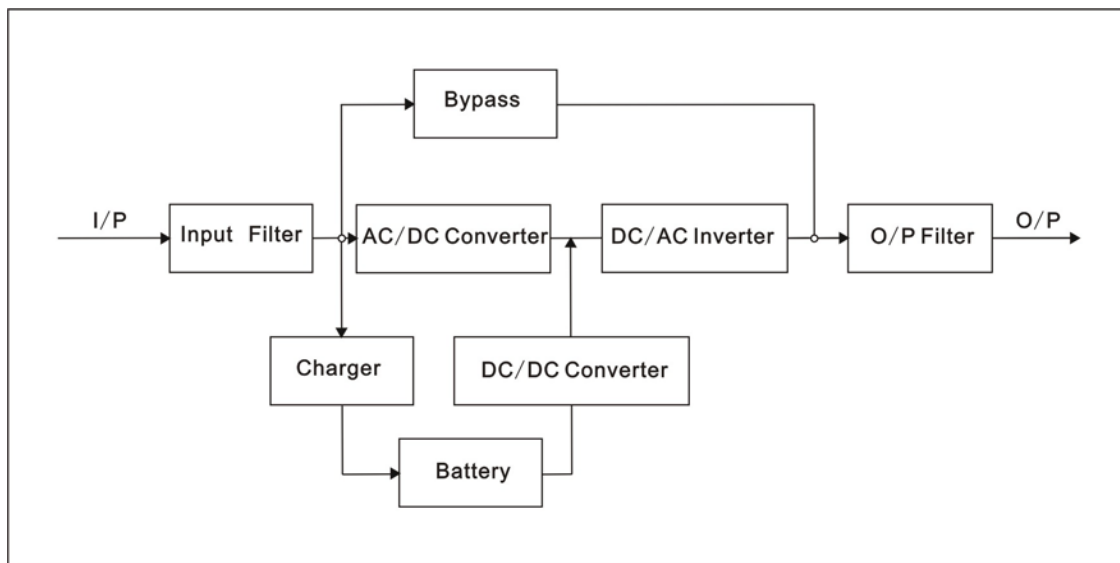 Bypass
I/P
Input Filter
AC/DC Converter
DC/AC Inverter
O/P Filter
O/P
Charger
DC/DC Converter
Battery